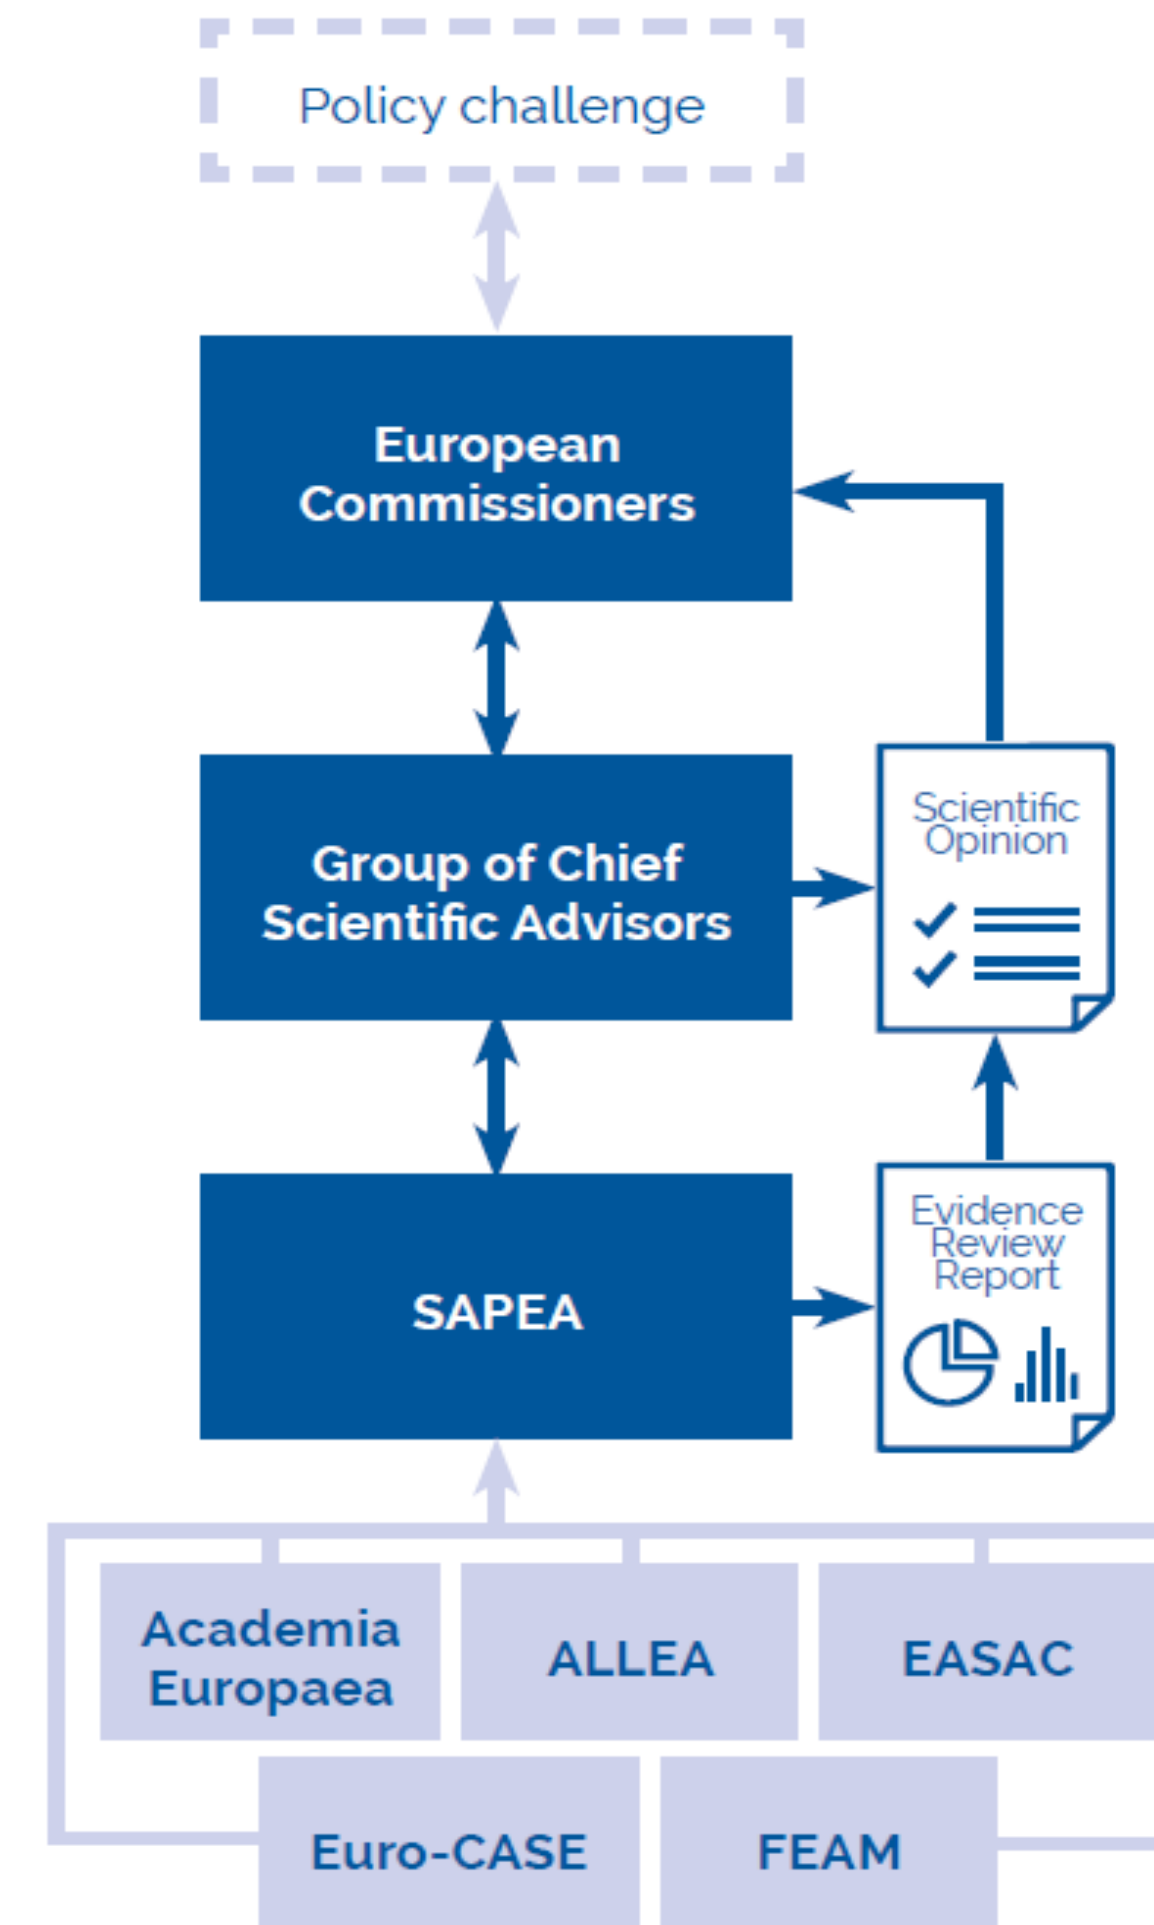 Policy challenge
European
Commissioners
Scientific
Opinion
Group of Chief
Scientific Advisors
Evidence
Review
Report
SAPEA
Academia
Europaea
ALLEA
EASAC
Euro-CASE
FEAM